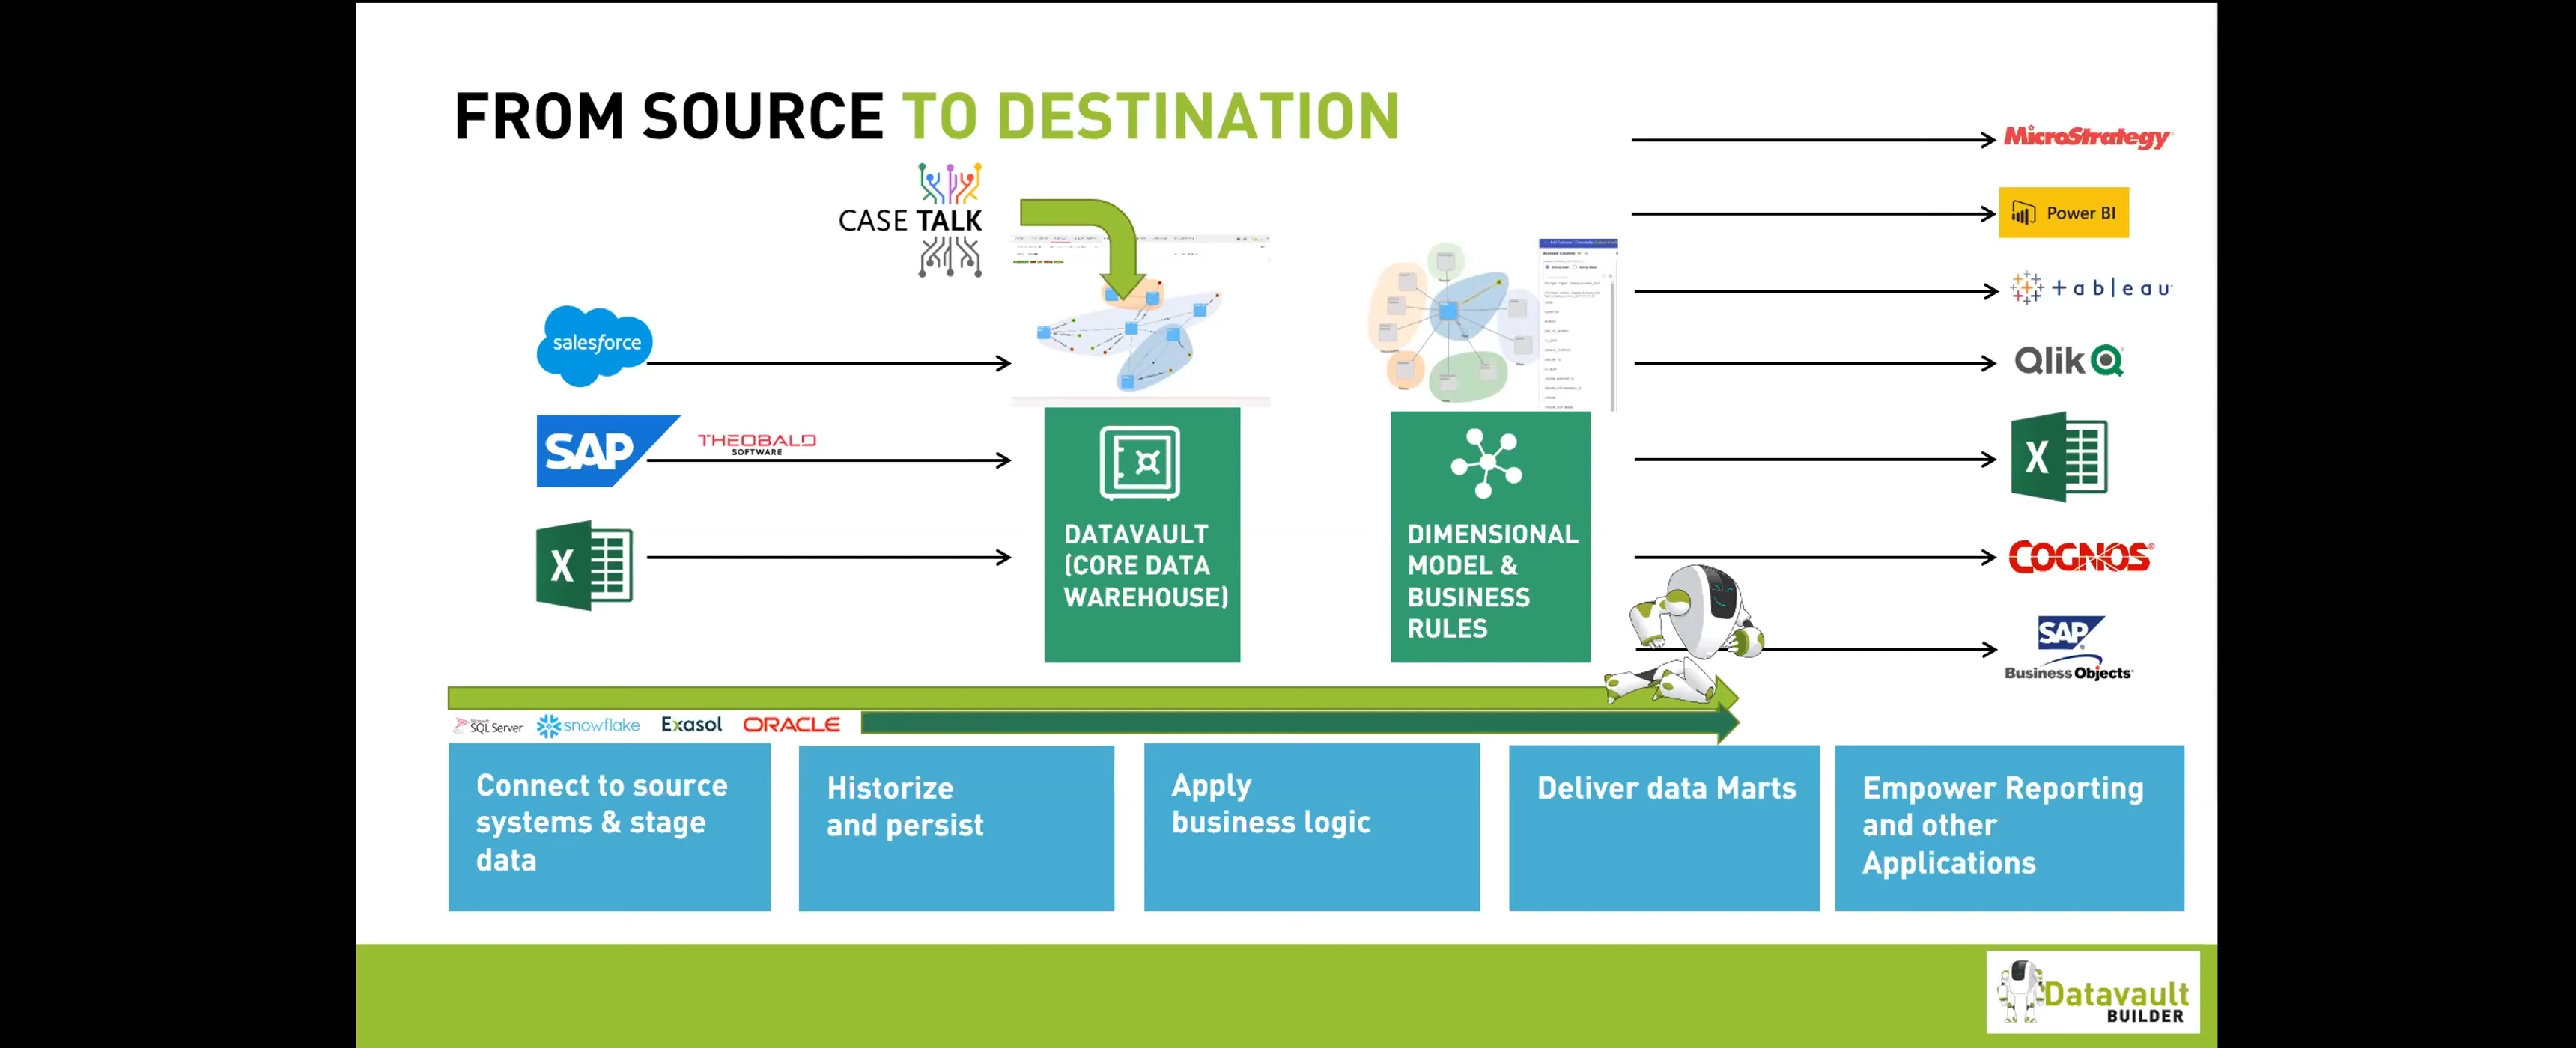 FROM SOURCE TO DESTINATION
CASE TALK
salesforce
SAP
THEOBALD
SOFTWARE
X
DATAVAULT
(CORE DATA
WAREHOUSE)
DIMENSIONAL
MODEL &
BUSINESS
RULES
MicroStrategy
Power BI
+ableau
Qlik
X
COGNOS
SAP
Business Objects
SQL Server
snowflake
Exasol
ORACLE
Connect to source
systems & stage
data
Historize
and persist
Apply
business logic
Deliver data Marts
Empower Reporting
and other
Applications
Datavault
BUILDER